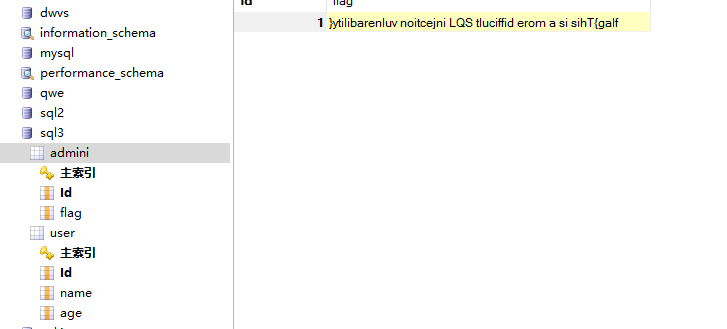 dwvs
information_schema
mysql
performance_schema
qwe
sql2
sql3
admini
主索引
Id
flag
user
主索引
Id
name
age
Id flag
1 }ytilibarenluv noitcejni LQS tluciffid erom a si sihT{galf